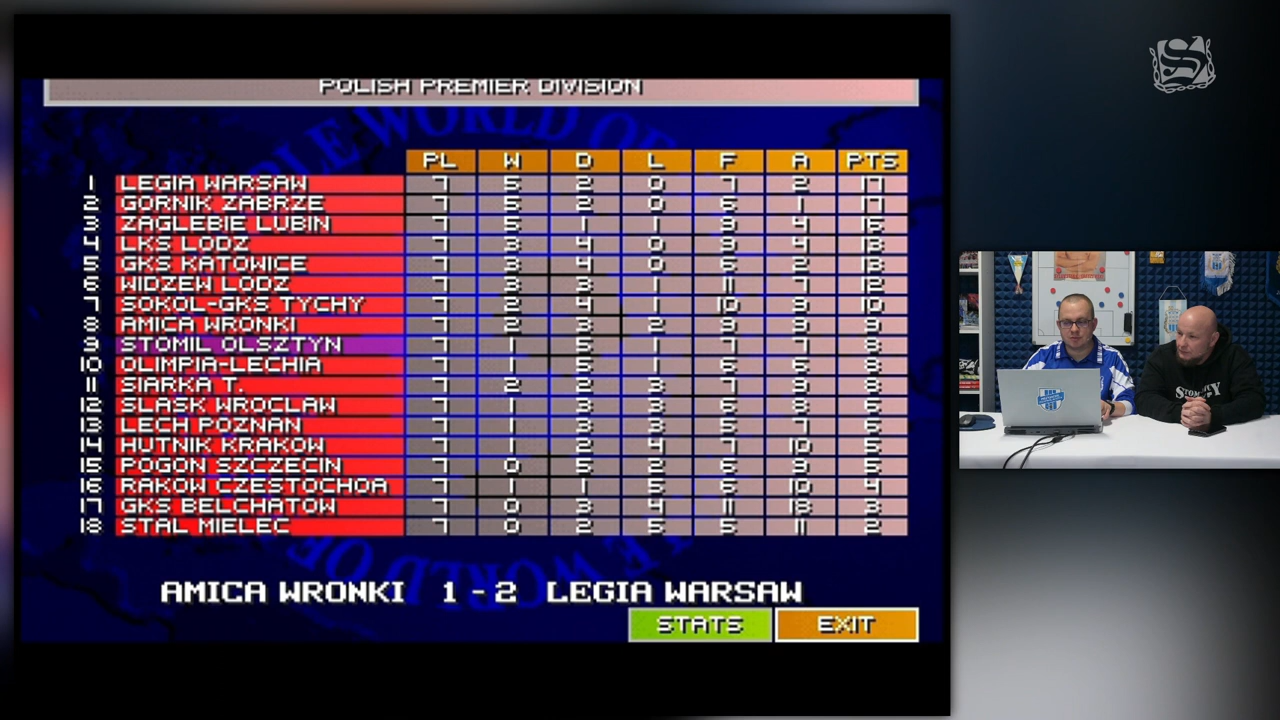 POLISH PREMIER DIVISION
PL W D L F A PTS
1 LEGIA WARSAW 7 5 2 0 7 2 17
2 GORNIK ZABRZE 7 5 2 0 6 1 17
3 ZAGLEBIE LUBIN 7 5 1 1 9 4 16
4 LKS LODZ 7 3 4 0 9 4 13
5 GKS KATOWICE 7 3 4 0 6 2 13
6 WIDZEW LODZ 7 3 3 1 11 7 12
7 SOKOL-GKS TYCHY 7 2 4 1 10 9 10
8 AMICA WRONKI 7 2 3 2 9 9 9
9 STOMIL OLSZTYN 7 1 5 1 7 7 8
10 OLIMPIA-LECHIA 7 1 5 1 6 6 8
11 SIARKA T. 7 2 2 3 7 9 8
12 SLASK WROCLAW 7 1 3 3 6 8 6
13 LECH POZNAN 7 1 3 3 5 7 6
14 HUTNIK KRAKOW 7 1 2 4 7 10 5
15 POGON SZCZECIN 7 0 5 2 6 9 5
16 RAKOW CZESTOCHOA 7 1 1 5 6 10 4
17 GKS BELCHATOW 7 0 3 4 11 18 3
18 STAL MIELEC 7 0 2 5 5 11 2
AMICA WRONKI 1 - 2 LEGIA WARSAW
STATS EXIT